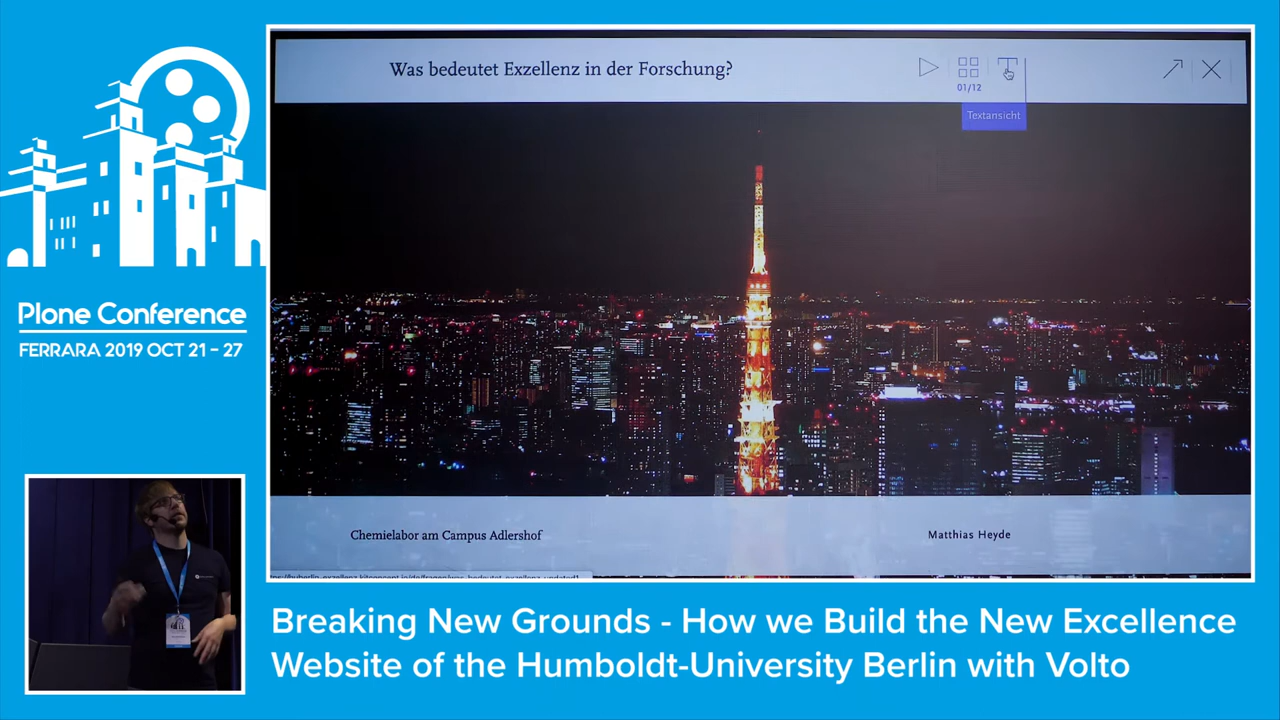 Was bedeutet Exzellenz in der Forschung?
01/12
Textansicht
Plone Conference
FERRARA 2019 OCT 21 - 27
Chemielabor am Campus Adlershof
Matthias Heyde
Breaking New Grounds - How we Build the New Excellence
Website of the Humboldt-University Berlin with Volto